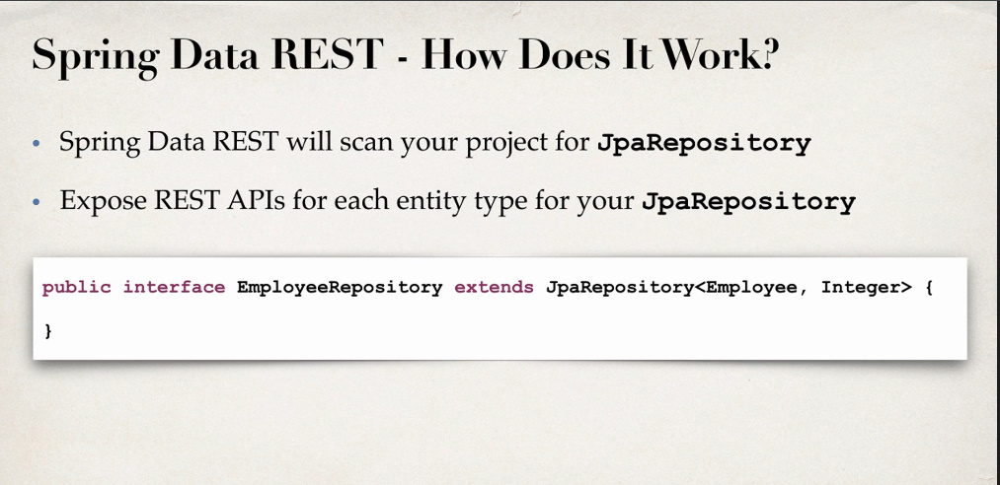 Spring Data REST - How Does It Work?
• Spring Data REST will scan your project for JpaRepository
• Expose REST APIs for each entity type for your JpaRepository
public interface EmployeeRepository extends JpaRepository<Employee, Integer> {
}